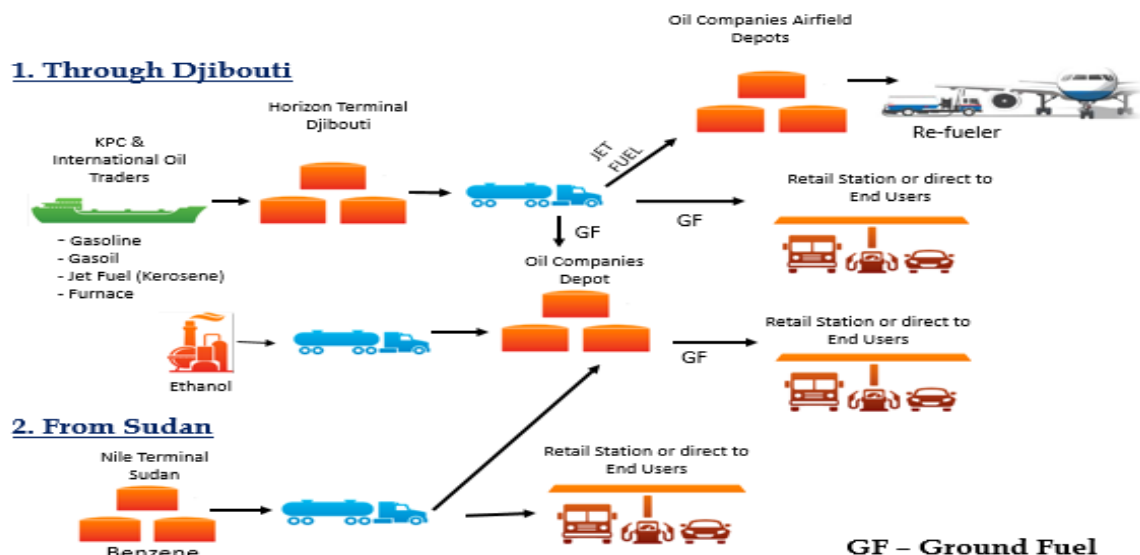 Oil Companies Airfield
Depots
1. Through Djibouti
Horizon Terminal
Djibouti
KPC &
International Oil
Traders
JET
FUEL
Re-fueler
Retail Station or direct to
End Users
- Gasoline
- Gasoil
- Jet Fuel (Kerosene)
- Furnace
GF
GF
Oil Companies
Depot
Ethanol
GF
Retail Station or direct to
End Users
2. From Sudan
Nile Terminal
Sudan
Benzene
Retail Station or direct to
End Users
GF – Ground Fuel